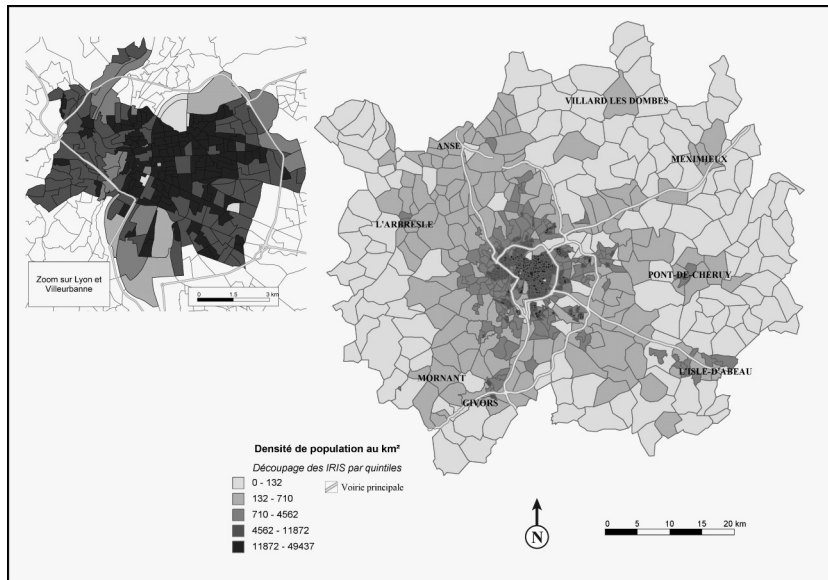 Zoom sur Lyon et
Villeurbanne
0 1.5 3 km
VILLARD LES DOMBES
ANSE
MEXIMIEUX
L'ARBRESLE
PONT-DE-CHERUY
L'ISLE-D'ABEAU
MORNANT
GIVORS
Densité de population au km²
Découpage des IRIS par quintiles
0 - 132
Voirie principale
132 - 710
710 - 4562
4562 - 11872
11872 - 49437
N
0 5 10 15 20 km